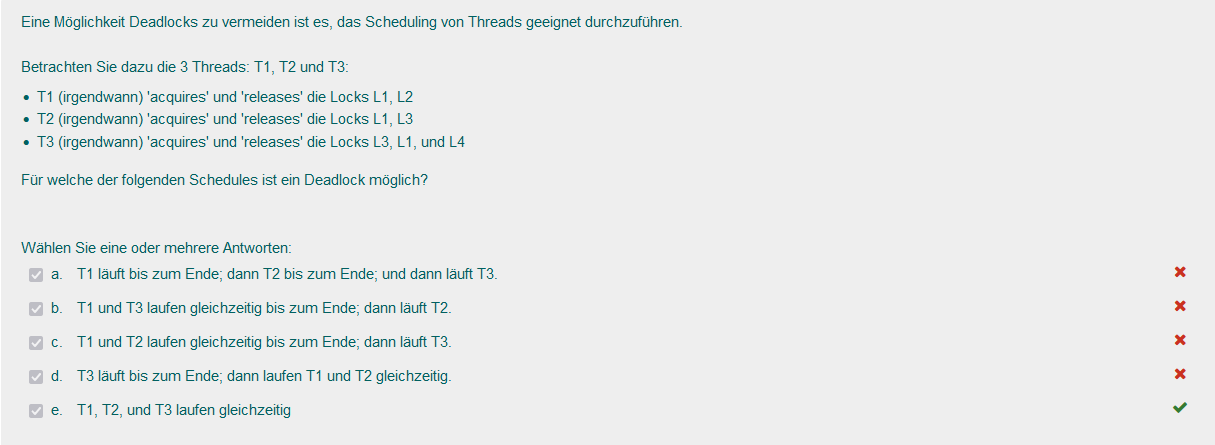 Eine Möglichkeit Deadlocks zu vermeiden ist es, das Scheduling von Threads geeignet durchzuführen.
Betrachten Sie dazu die 3 Threads: T1, T2 und T3:
• T1 (irgendwann) 'acquires' und 'releases' die Locks L1, L2
• T2 (irgendwann) 'acquires' und 'releases' die Locks L1, L3
• T3 (irgendwann) 'acquires' und 'releases' die Locks L3, L1, und L4
Für welche der folgenden Schedules ist ein Deadlock möglich?
Wählen Sie eine oder mehrere Antworten:
a. T1 läuft bis zum Ende; dann T2 bis zum Ende; und dann läuft T3.
b. T1 und T3 laufen gleichzeitig bis zum Ende; dann läuft T2.
c. T1 und T2 laufen gleichzeitig bis zum Ende; dann läuft T3.
d. T3 läuft bis zum Ende; dann laufen T1 und T2 gleichzeitig.
e. T1, T2, und T3 laufen gleichzeitig